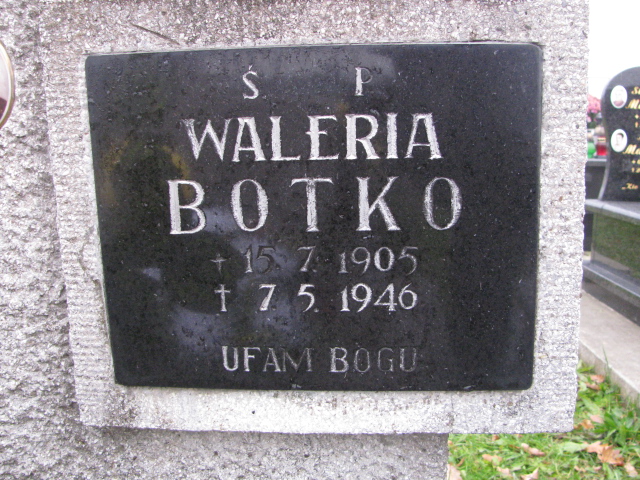 Ś P
WALERIA
BOTKO
+ 15. 7. 1905
† 7 5. 1946
UFAM BOGU